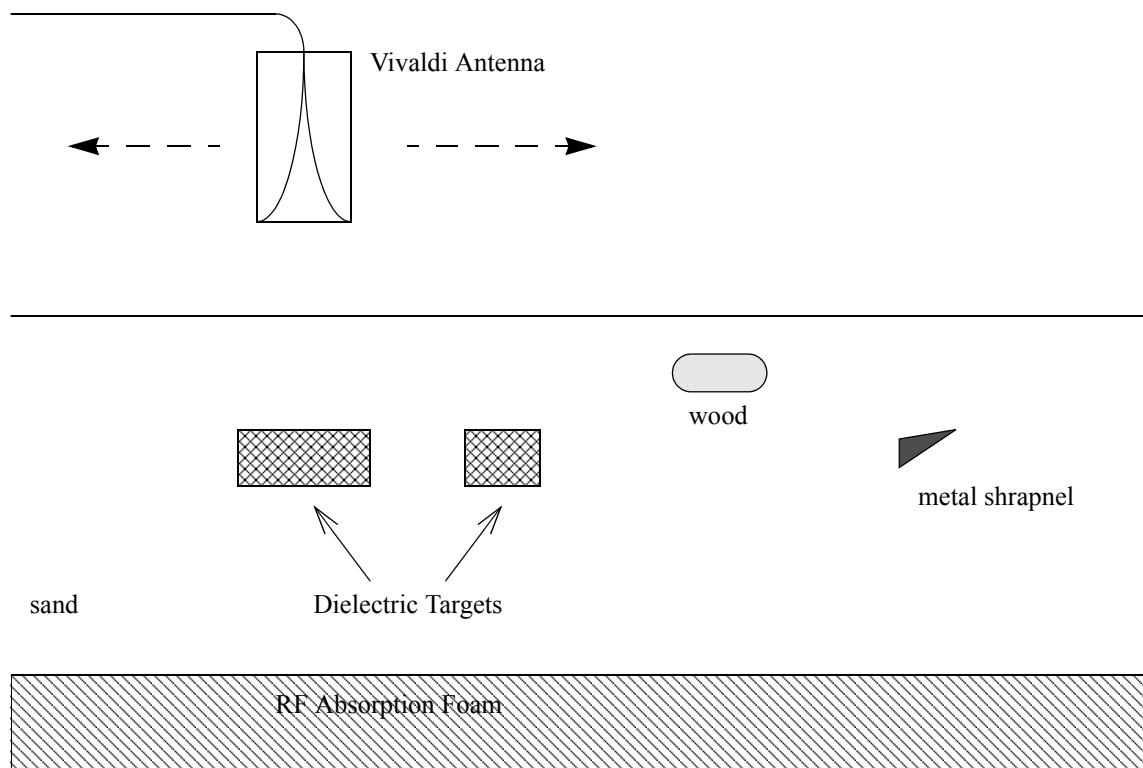 Vivaldi Antenna
wood
metal shrapnel
sand
Dielectric Targets
RF Absorption Foam